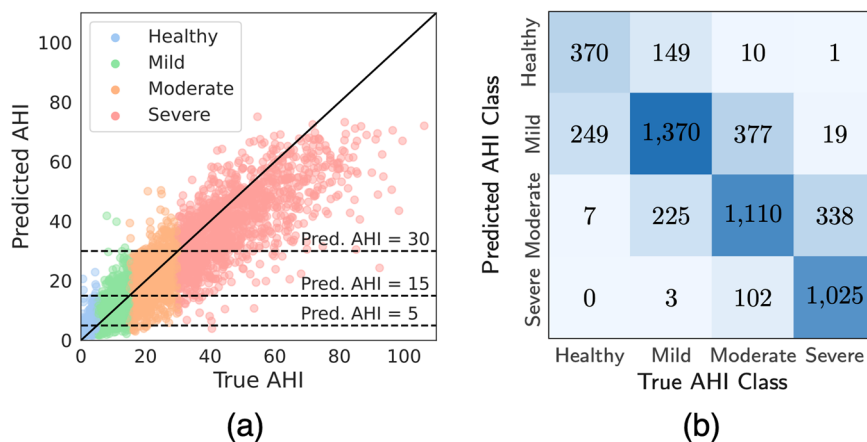 100
80
60
40
20
0
Predicted AHI
Healthy
Mild
Moderate
Severe
Pred. AHI = 30
Pred. AHI = 15
Pred. AHI = 5
0 20 40 60 80 100
True AHI
(a)
Predicted AHI Class
Healthy 370 149 10 1
Mild 249 1,370 377 19
Moderate 7 225 1,110 338
Severe 0 3 102 1,025
Healthy Mild Moderate Severe
True AHI Class
(b)